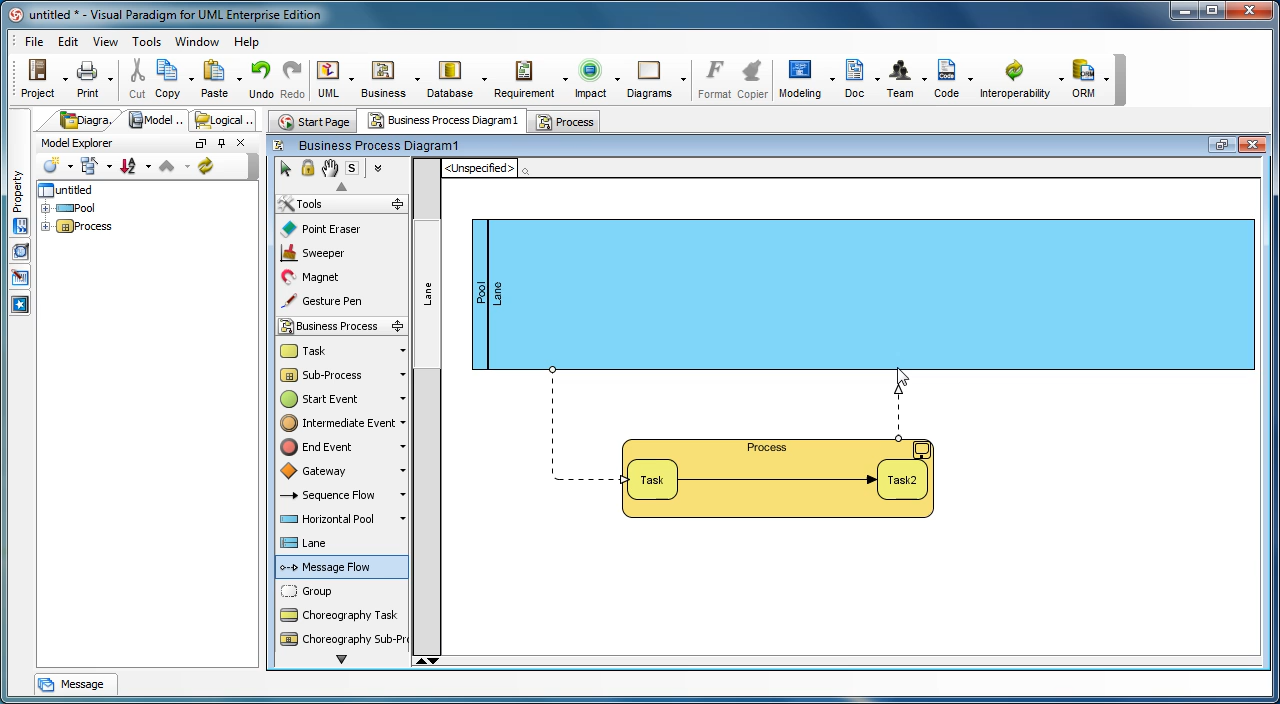 untitled * - Visual Paradigm for UML Enterprise Edition
File Edit View Tools Window Help
Project Print Cut Copy Paste Undo Redo UML Business Database Requirement Impact Diagrams Format Copier Modeling Doc Team Code Interoperability ORM
Diagra. Model .. Logical ..
Start Page Business Process Diagram1 Process
Model Explorer
Business Process Diagram1
Property
untitled
Pool
Process
S
Tools
Point Eraser
Sweeper
Magnet
Gesture Pen
Business Process
Task
Sub-Process
Start Event
Intermediate Event
End Event
Gateway
Sequence Flow
Horizontal Pool
Lane
Message Flow
Group
Choreography Task
Choreography Sub-Pr
Lane
<Unspecified>
Pool
Lane
Process
Task
Task2
Message